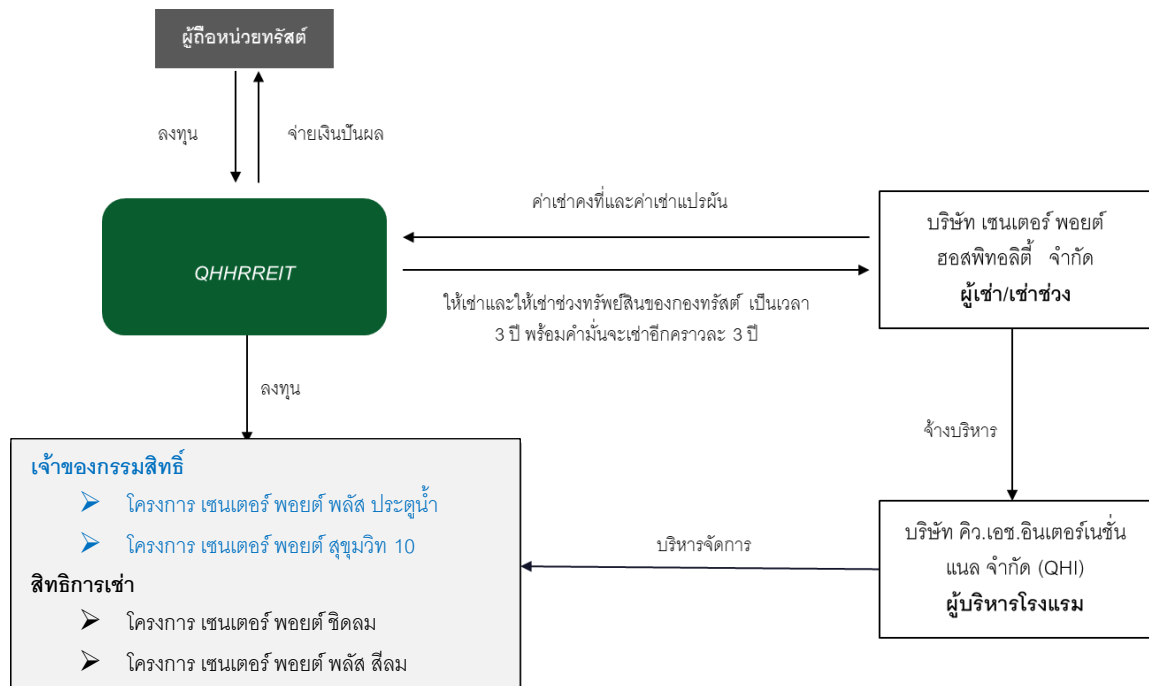 ผู้ถือหน่วยทรัสต์
ลงทุน
จ่ายเงินปันผล
QHHRREIT
ค่าเช่าคงที่และค่าเช่าแปรผัน
ให้เช่าและให้เช่าช่วงทรัพย์สินของกองทรัสต์ เป็นเวลา
3 ปี พร้อมคำมั่นจะเช่าอีกคราวละ 3 ปี
บริษัท เซนเตอร์ พอยต์
ฮอสพิทอลิตี้ จำกัด
ผู้เช่า/เช่าช่วง
ลงทุน
จ้างบริหาร
เจ้าของกรรมสิทธิ์
➢ โครงการ เซนเตอร์ พอยต์ พลัส ประตูน้ำ
➢ โครงการ เซนเตอร์ พอยต์ สุขุมวิท 10
สิทธิการเช่า
➢ โครงการ เซนเตอร์ พอยต์ ชิดลม
➢ โครงการ เซนเตอร์ พอยต์ พลัส สีลม
บริหารจัดการ
บริษัท คิว.เอช.อินเตอร์เนชั่น
แนล จำกัด (QHI)
ผู้บริหารโรงแรม